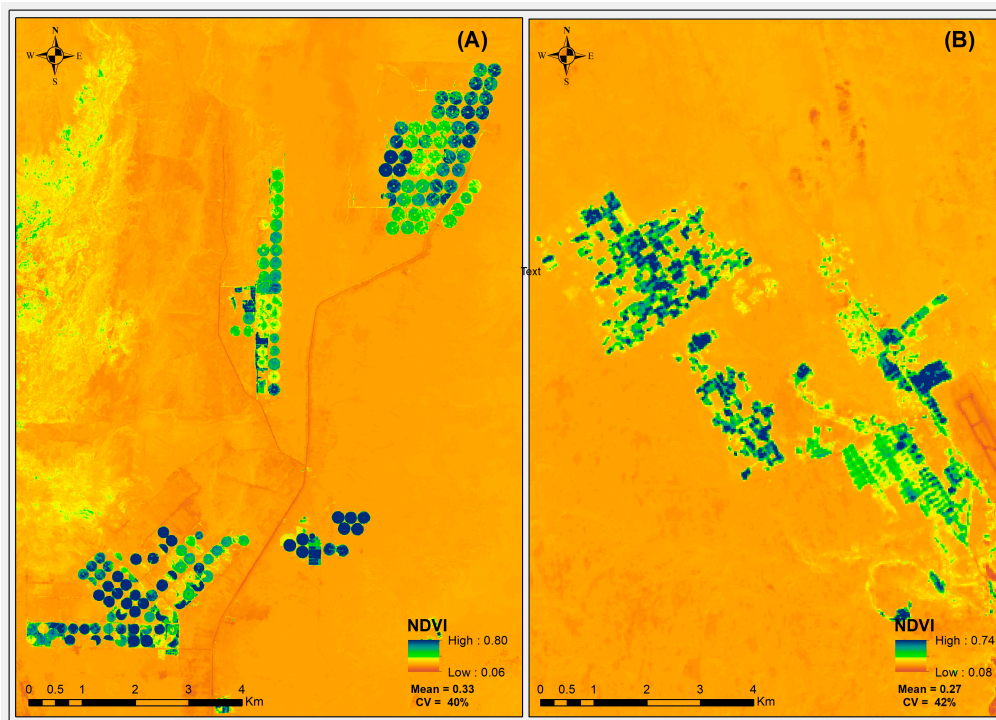 (A)
N
W E
S
NDVI
High : 0.80
Low : 0.06
Mean = 0.33
CV = 40%
0 0.5 1 2 3 4
Km
Text
(B)
N
W E
S
NDVI
High : 0.74
Low : 0.08
Mean = 0.27
CV = 42%
0 0.5 1 2 3 4
Km